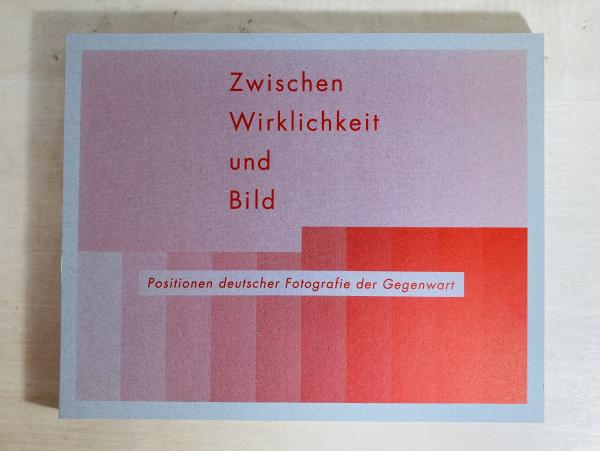 Zwischen
Wirklichkeit
und
Bild
Positionen deutscher Fotografie der Gegenwart